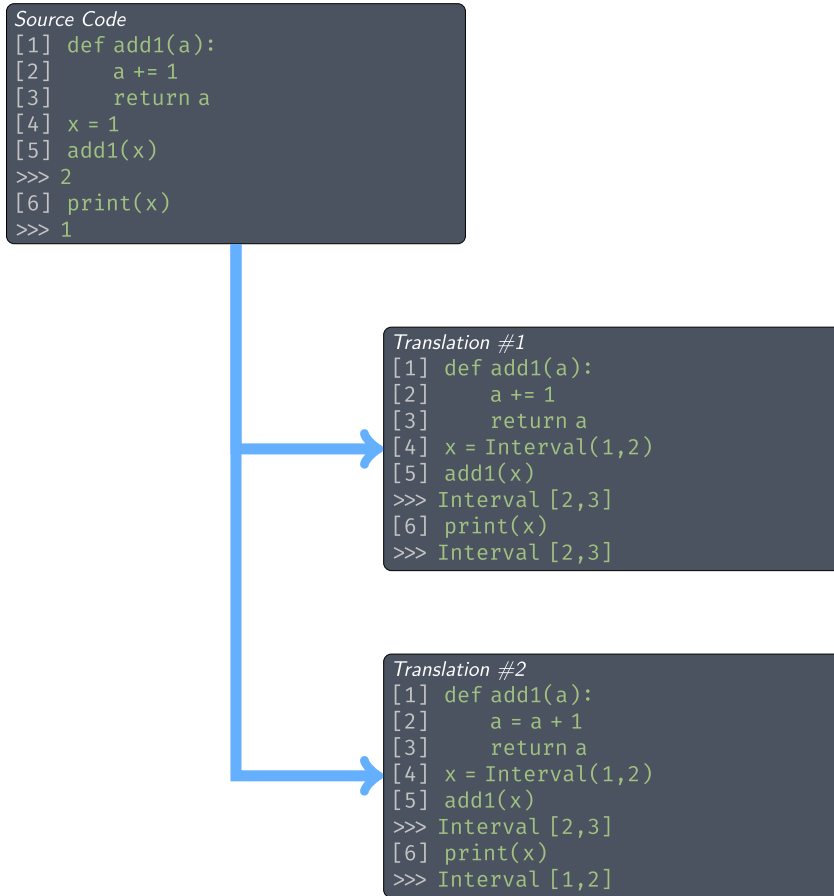 Source Code
[1] def add1(a):
[2]     a += 1
[3]     return a
[4] x = 1
[5] add1(x)
>>> 2
[6] print(x)
>>> 1
Translation #1
[1] def add1(a):
[2]     a += 1
[3]     return a
[4] x = Interval(1,2)
[5] add1(x)
>>> Interval [2,3]
[6] print(x)
>>> Interval [2,3]
Translation #2
[1] def add1(a):
[2]     a = a + 1
[3]     return a
[4] x = Interval(1,2)
[5] add1(x)
>>> Interval [2,3]
[6] print(x)
>>> Interval [1,2]